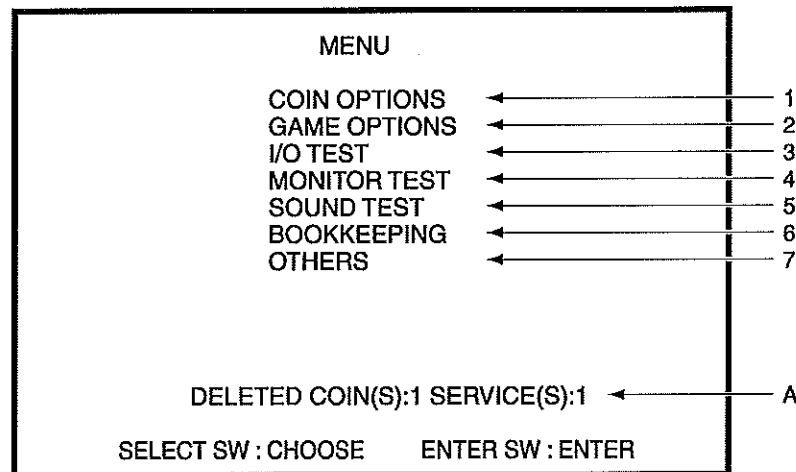 MENU
COIN OPTIONS 1
GAME OPTIONS 2
I/O TEST 3
MONITOR TEST 4
SOUND TEST 5
BOOKKEEPING 6
OTHERS 7
DELETED COIN(S):1 SERVICE(S):1 A
SELECT SW : CHOOSE ENTER SW : ENTER